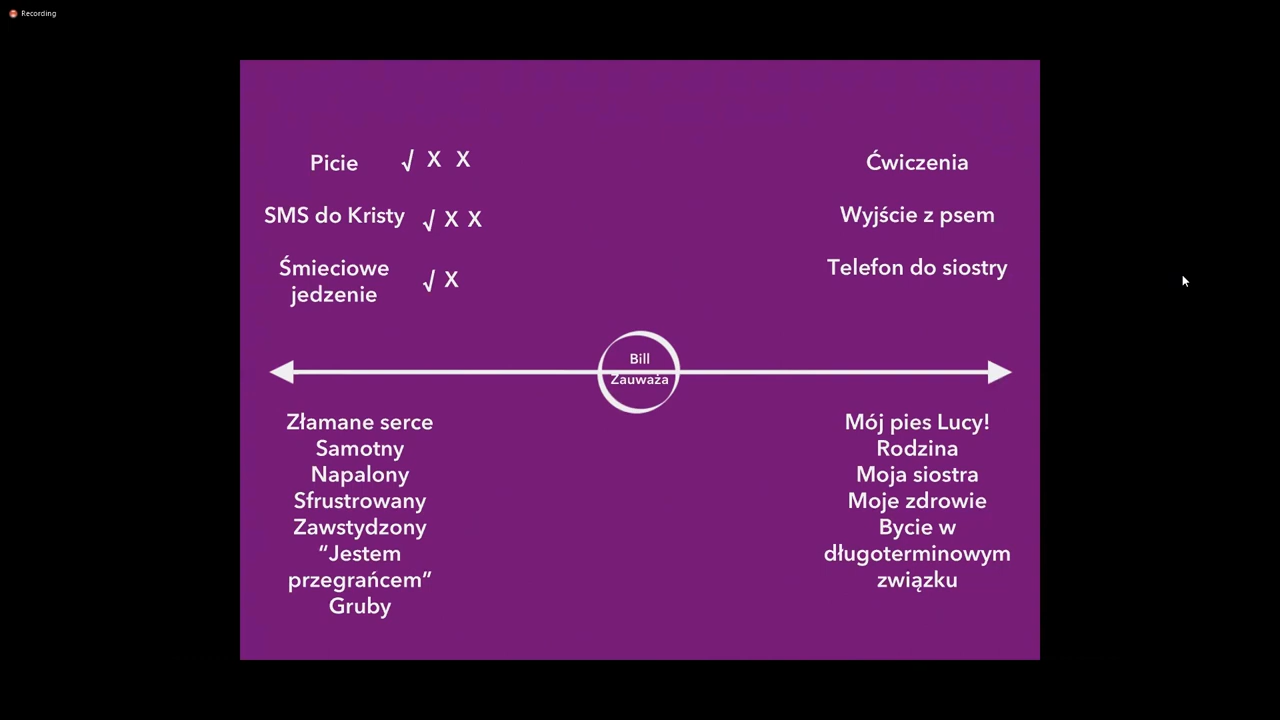 Recording
Picie √ X X
Ćwiczenia
SMS do Kristy √ X X
Wyjście z psem
Śmieciowe
jedzenie √ X
Telefon do siostry
Bill
Zauważa
Złamane serce
Samotny
Napalony
Sfrustrowany
Zawstydzony
“Jestem
przegrańcem”
Gruby
Mój pies Lucy!
Rodzina
Moja siostra
Moje zdrowie
Bycie w
długoterminowym
związku